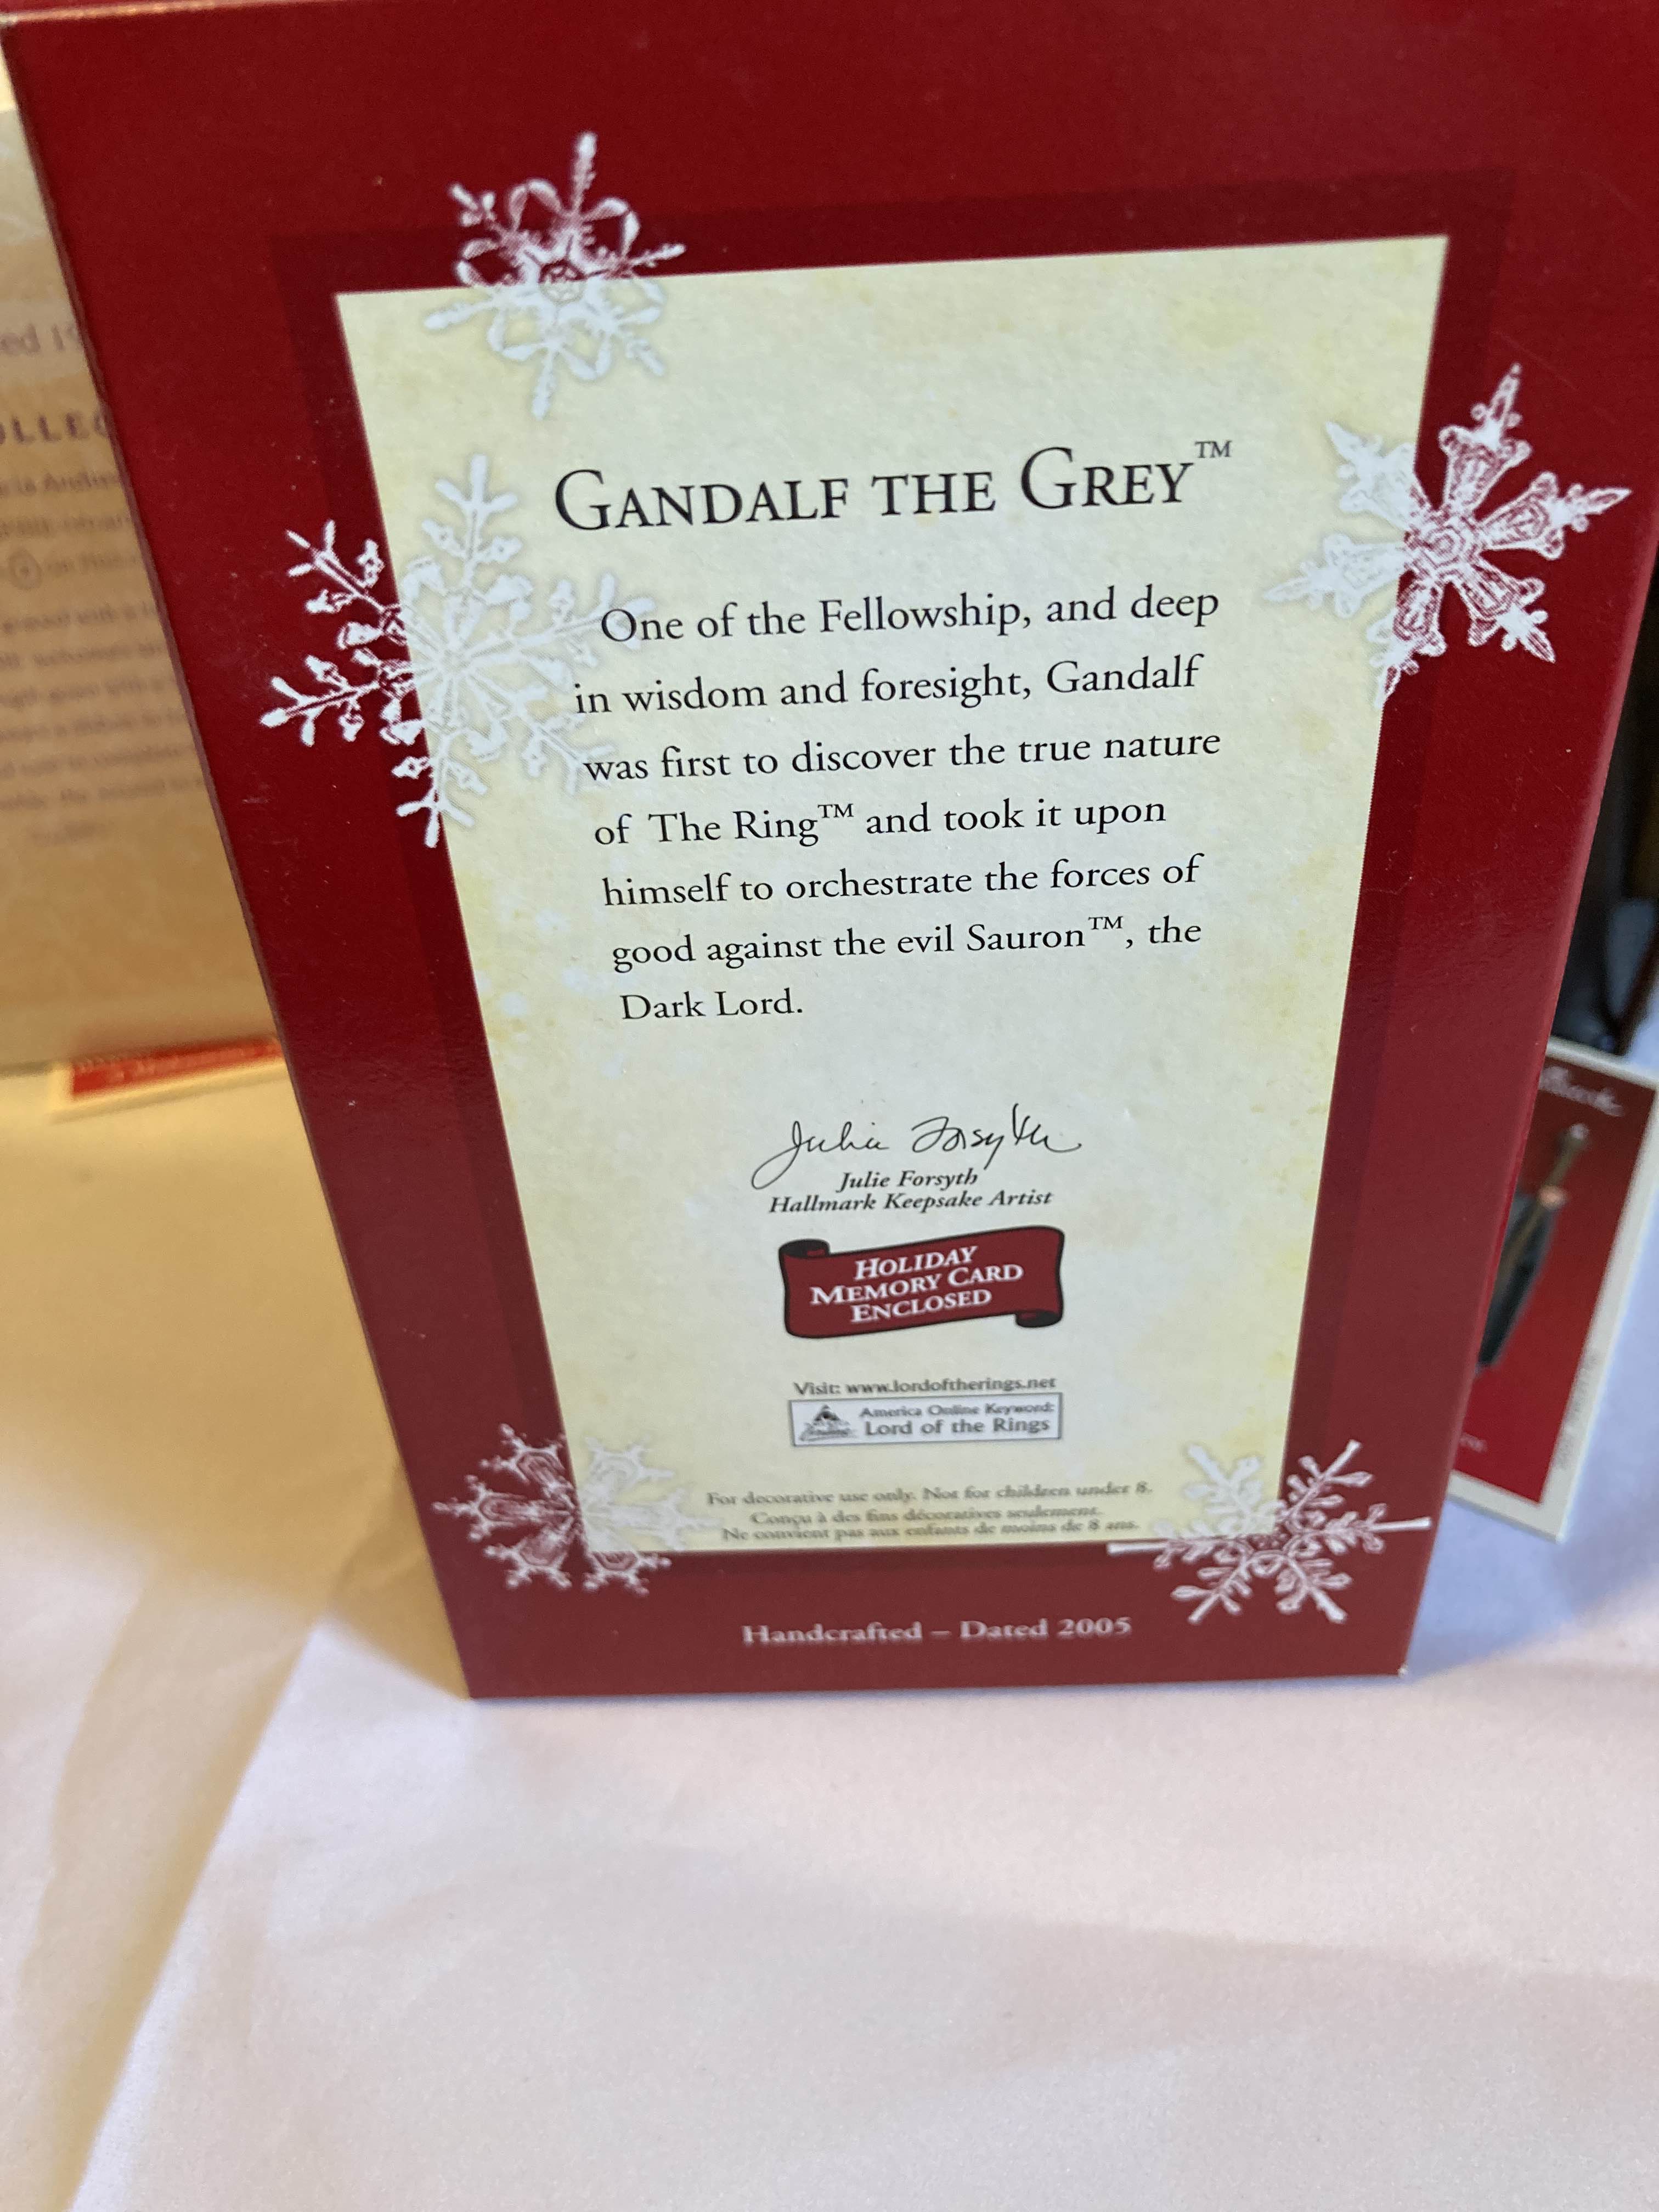 GANDALF THE GREY™
One of the Fellowship, and deep
in wisdom and foresight, Gandalf
was first to discover the true nature
of The Ring™ and took it upon
himself to orchestrate the forces of
good against the evil Sauron™, the
Dark Lord.
Julie Forsyth
Julie Forsyth
Hallmark Keepsake Artist
HOLIDAY
MEMORY CARD
ENCLOSED
Visit: www.lordoftherings.net
America Online Keyword:
Lord of the Rings
For decorative use only. Not for children under 8.
Conçu à des fins décoratives seulement.
Ne convient pas aux enfants de moins de 8 ans.
Handcrafted – Dated 2005